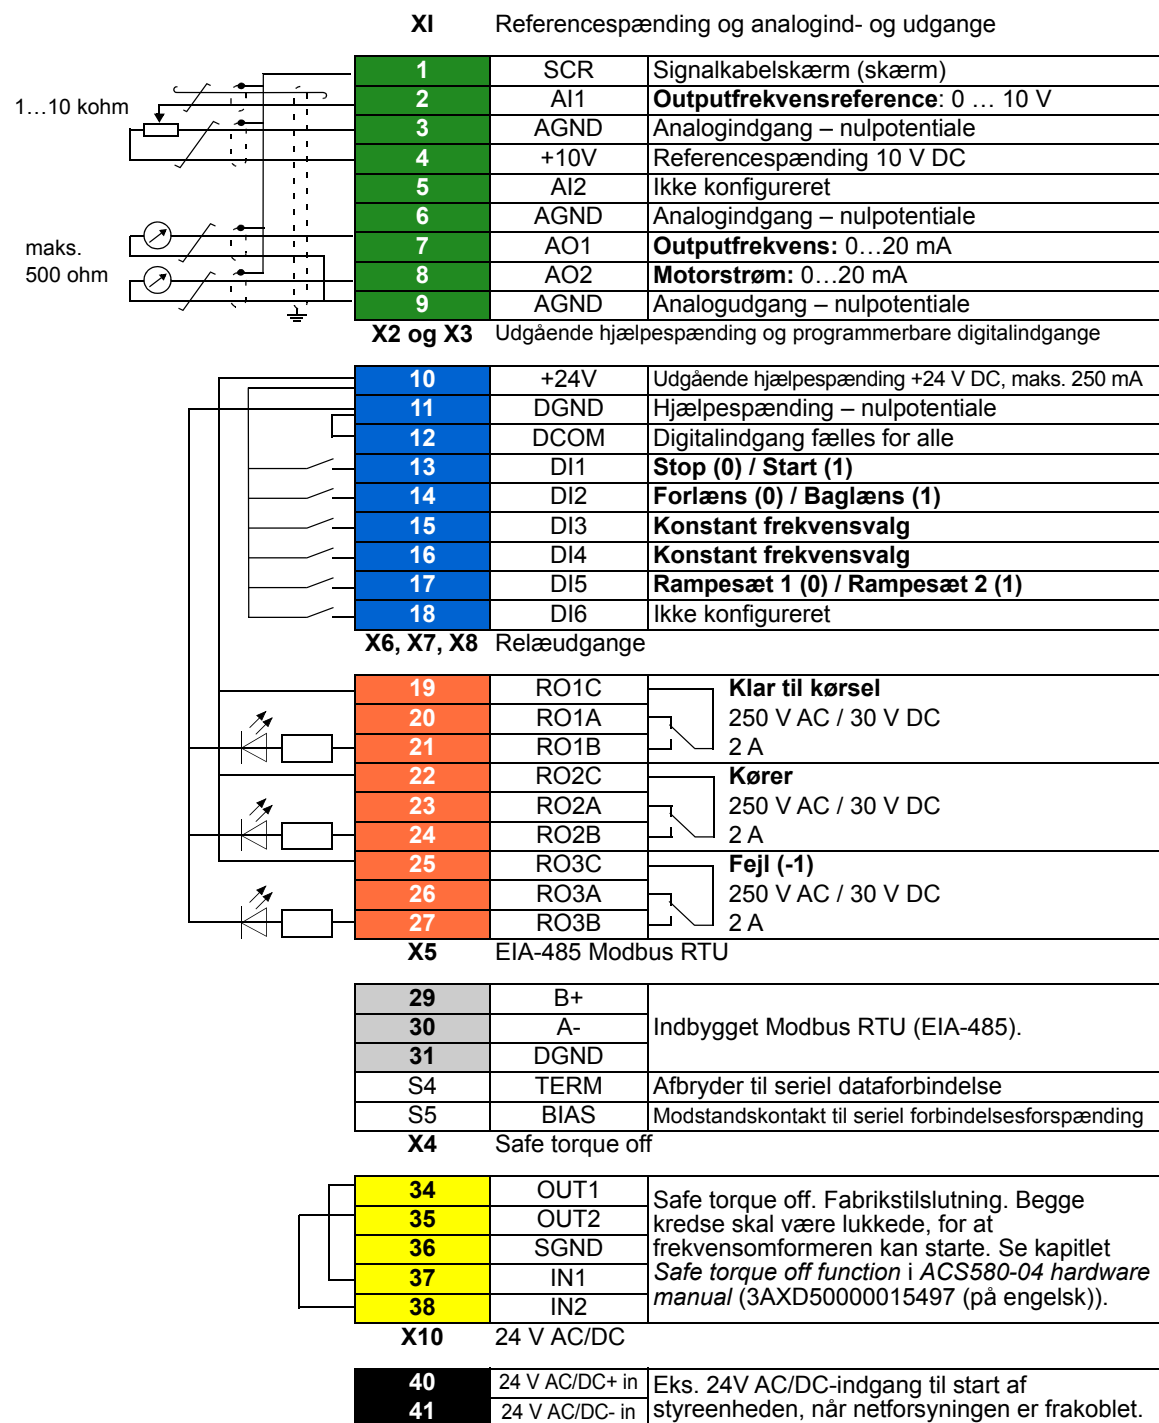 XI Referencespænding og analogind- og udgange
1 SCR Signalkabelskærm (skærm)
1…10 kohm
2 AI1 Outputfrekvensreference: 0 … 10 V
3 AGND Analogindgang – nulpotentiale
4 +10V Referencespænding 10 V DC
5 AI2 Ikke konfigureret
6 AGND Analogindgang – nulpotentiale
maks.
500 ohm
7 AO1 Outputfrekvens: 0…20 mA
8 AO2 Motorstrøm: 0…20 mA
9 AGND Analogudgang – nulpotentiale
X2 og X3 Udgående hjælpespænding og programmerbare digitalindgange
10 +24V Udgående hjælpespænding +24 V DC, maks. 250 mA
11 DGND Hjælpespænding – nulpotentiale
12 DCOM Digitalindgang fælles for alle
13 DI1 Stop (0) / Start (1)
14 DI2 Forlæns (0) / Baglæns (1)
15 DI3 Konstant frekvensvalg
16 DI4 Konstant frekvensvalg
17 DI5 Rampesæt 1 (0) / Rampesæt 2 (1)
18 DI6 Ikke konfigureret
X6, X7, X8 Relæudgange
19 RO1C Klar til kørsel
20 RO1A 250 V AC / 30 V DC
21 RO1B 2 A
22 RO2C Kører
23 RO2A 250 V AC / 30 V DC
24 RO2B 2 A
25 RO3C Fejl (-1)
26 RO3A 250 V AC / 30 V DC
27 RO3B 2 A
X5 EIA-485 Modbus RTU
29 B+
30 A- Indbygget Modbus RTU (EIA-485).
31 DGND
S4 TERM Afbryder til seriel dataforbindelse
S5 BIAS Modstandskontakt til seriel forbindelsesforspænding
X4 Safe torque off
34 OUT1 Safe torque off. Fabrikstilslutning. Begge
35 OUT2 kredse skal være lukkede, for at
36 SGND frekvensomformeren kan starte. Se kapitlet
37 IN1 Safe torque off function i ACS580-04 hardware
38 IN2 manual (3AXD50000015497 (på engelsk)).
X10 24 V AC/DC
40 24 V AC/DC+ in Eks. 24V AC/DC-indgang til start af
41 24 V AC/DC- in styreenheden, når netforsyningen er frakoblet.